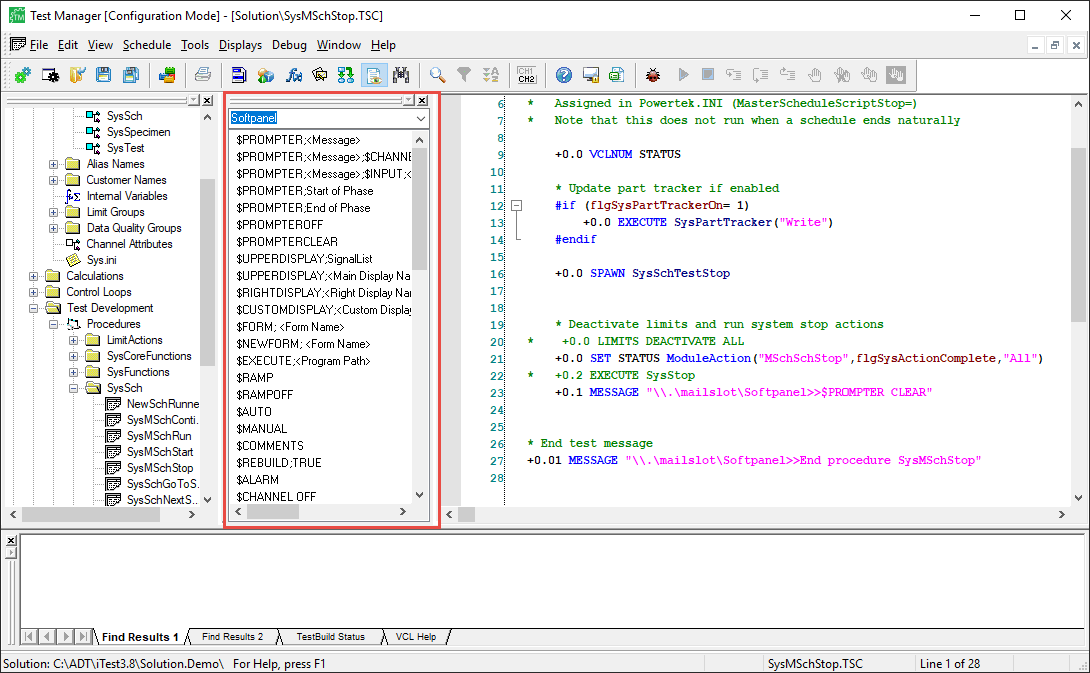 Test Manager [Configuration Mode] - [Solution\SysMSchStop.TSC]
File Edit View Schedule Tools Displays Debug Window Help
CH1
CH2
SysSch
SysSpecimen
SysTest
Alias Names
Customer Names
Internal Variables
Limit Groups
Data Quality Groups
Channel Attributes
Sys.ini
Calculations
Control Loops
Test Development
Procedures
LimitActions
SysCoreFunctions
SysFunctions
SysSch
NewSchRunne
SysMSchConti.
SysMSchRun
SysMSchStart
SysMSchStop
SysSchGoToS.
SysSchNextS..
Softpanel
$PROMPTER;<Message>
$PROMPTER;<Message>;$CHANNE
$PROMPTER;<Message>;$INPUT;<
$PROMPTER;Start of Phase
$PROMPTER;End of Phase
$PROMPTEROFF
$PROMPTERCLEAR
$UPPERDISPLAY;SignalList
$UPPERDISPLAY;<Main Display Na
$RIGHTDISPLAY;<Right Display Nar
$CUSTOMDISPLAY;<Custom Display
$FORM; <Form Name>
$NEWFORM; <Form Name>
$EXECUTE;<Program Path>
$RAMP
$RAMPOFF
$AUTO
$MANUAL
$COMMENTS
$REBUILD;TRUE
$ALARM
$CHANNEL OFF
6 * Assigned in Powertek.INI (MasterScheduleScriptStop=)
7 * Note that this does not run when a schedule ends naturally
8
9 +0.0 VCLNUM STATUS
10
11 * Update part tracker if enabled
12 #if (flgSysPartTrackerOn= 1)
13 +0.0 EXECUTE SysPartTracker("Write")
14 #endif
15
16 +0.0 SPAWN SysSchTestStop
17
18
19 * Deactivate limits and run system stop actions
20 * +0.0 LIMITS DEACTIVATE ALL
21 +0.0 SET STATUS ModuleAction("MSchSchStop",flgSysActionComplete,"All")
22 * +0.2 EXECUTE SysStop
23 +0.1 MESSAGE "\\.\mailslot\Softpanel>>$PROMPTER CLEAR"
24
25
26 * End test message
27 +0.01 MESSAGE "\\.\mailslot\Softpanel>>End procedure SysMSchStop"
28
Find Results 1 Find Results 2 TestBuild Status VCL Help
Solution: C:\ADT\iTest3.8\Solution.Demo\ For Help, press F1 SysMSchStop.TSC Line 1 of 28